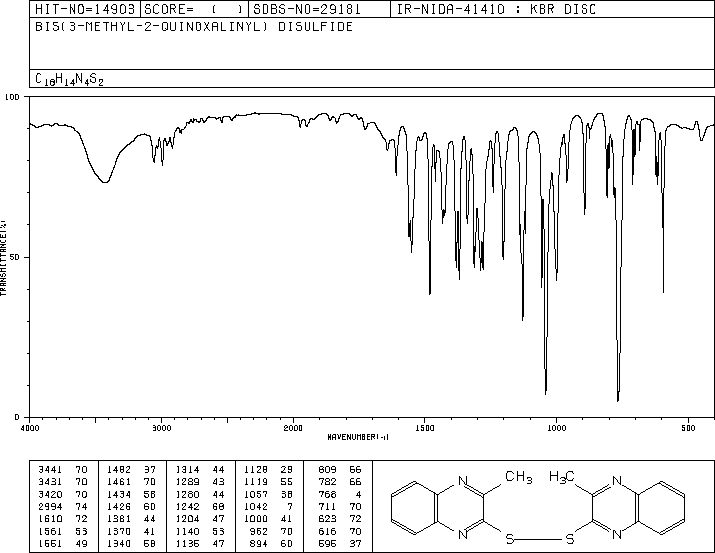 HIT-NO=14903 SCORE= ( ) SDBS-NO=29181 IR-NIDA-41410 : KBR DISC
BIS(3-METHYL-2-QUINOXALINYL) DISULFIDE
C18H14N4S2
100
50
0
TRANSMITTANCE(%)
4000 3000 2000 1500 1000 500
WAVENUMBER(-1)
3441 70 1482 37 1314 44 1128 29 809 66
3431 70 1461 70 1289 43 1119 55 782 66
3420 70 1434 58 1280 44 1057 38 768 4
2994 74 1426 60 1242 68 1042 7 711 70
1610 72 1381 44 1204 47 1000 41 623 72
1561 53 1370 41 1140 53 962 70 616 70
1551 49 1340 58 1135 47 894 60 595 37
N CH3 H3C N
N S S N